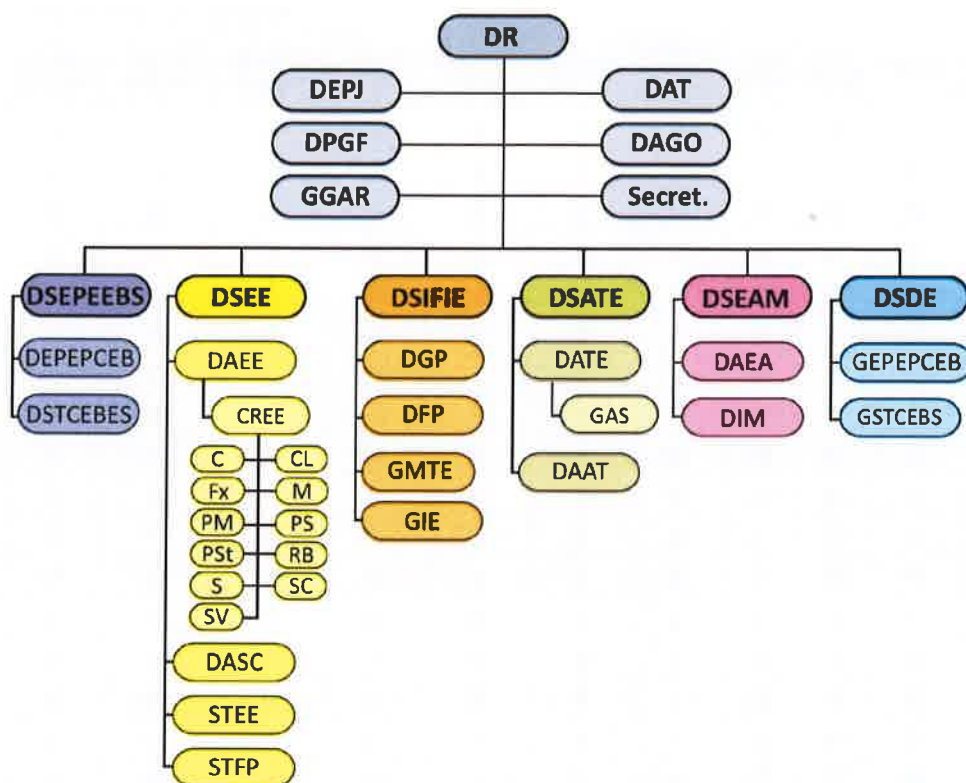 DR
DEPJ
DAT
DPGF
DAGO
GGAR
Secret.
DSEPEEBS
DSEE
DSIFIE
DSATE
DSEAM
DSDE
DEPEPCEB
DAEE
DGP
DATE
DAEA
GEPEPCEB
DSTCEBES
CREE
DFP
GAS
DIM
GSTCEBS
C
CL
GMTE
DAAT
Fx
M
PM
PS
GIE
PSt
RB
S
SC
SV
DASC
STEE
STFP